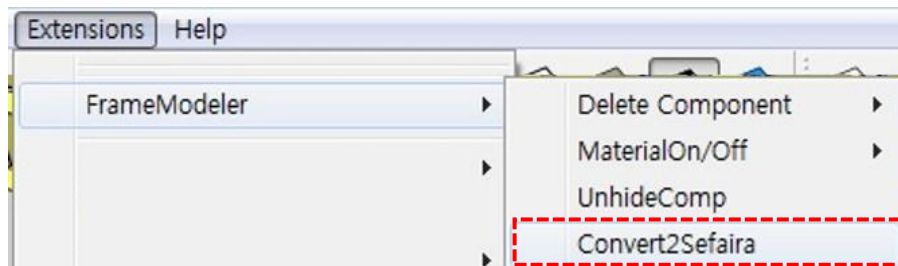 Extensions Help
FrameModeler
Delete Component
MaterialOn/Off
UnhideComp
Convert2Sefaira